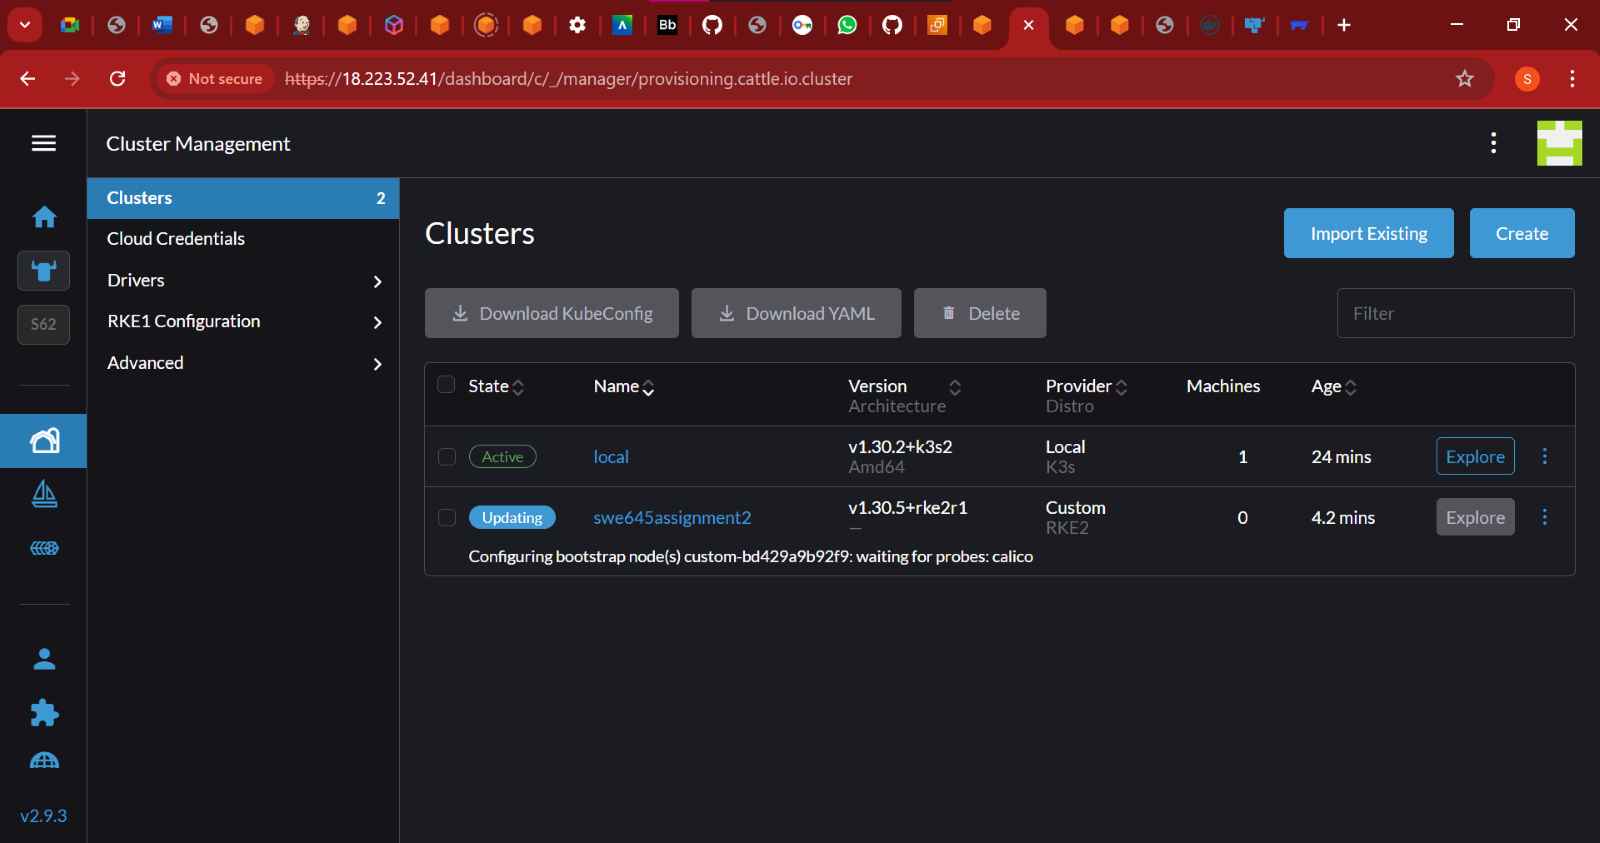 Bb
Not secure
https://18.223.52.41/dashboard/c/_/manager/provisioning.cattle.io.cluster
S
Cluster Management
Clusters 2
Cloud Credentials
Drivers
RKE1 Configuration
Advanced
S62
v2.9.3
Clusters
Import Existing
Create
Download KubeConfig
Download YAML
Delete
Filter
State Name Version Provider Machines Age
Architecture Distro
Active local v1.30.2+k3s2 Local 1 24 mins Explore
Amd64 K3s
Updating swe645assignment2 v1.30.5+rke2r1 Custom 0 4.2 mins Explore
— RKE2
Configuring bootstrap node(s) custom-bd429a9b92f9: waiting for probes: calico